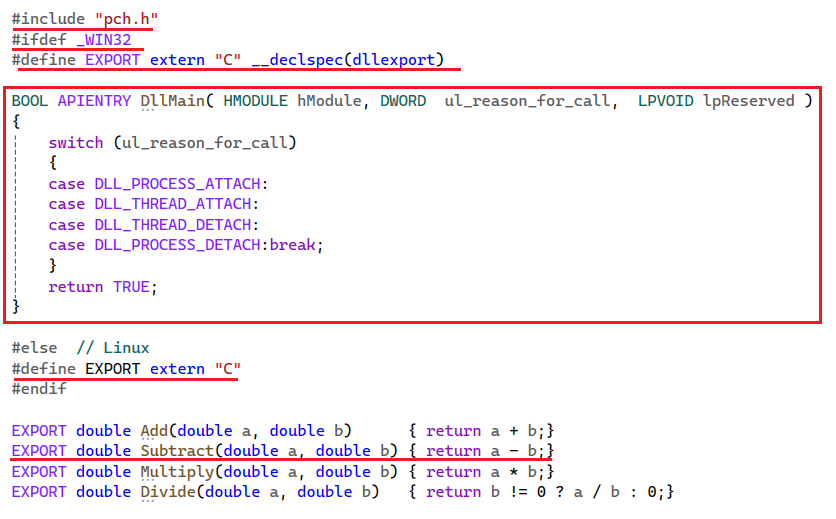 #include "pch.h"
#ifdef _WIN32
#define EXPORT extern "C" __declspec(dllexport)
BOOL APIENTRY DllMain( HMODULE hModule, DWORD  ul_reason_for_call,  LPVOID lpReserved )
{
    switch (ul_reason_for_call)
    {
    case DLL_PROCESS_ATTACH:
    case DLL_THREAD_ATTACH:
    case DLL_THREAD_DETACH:
    case DLL_PROCESS_DETACH:break;
    }
    return TRUE;
}
#else  // Linux
#define EXPORT extern "C"
#endif
EXPORT double Add(double a, double b)      { return a + b;}
EXPORT double Subtract(double a, double b) { return a - b;}
EXPORT double Multiply(double a, double b) { return a * b;}
EXPORT double Divide(double a, double b)   { return b != 0 ? a / b : 0;}